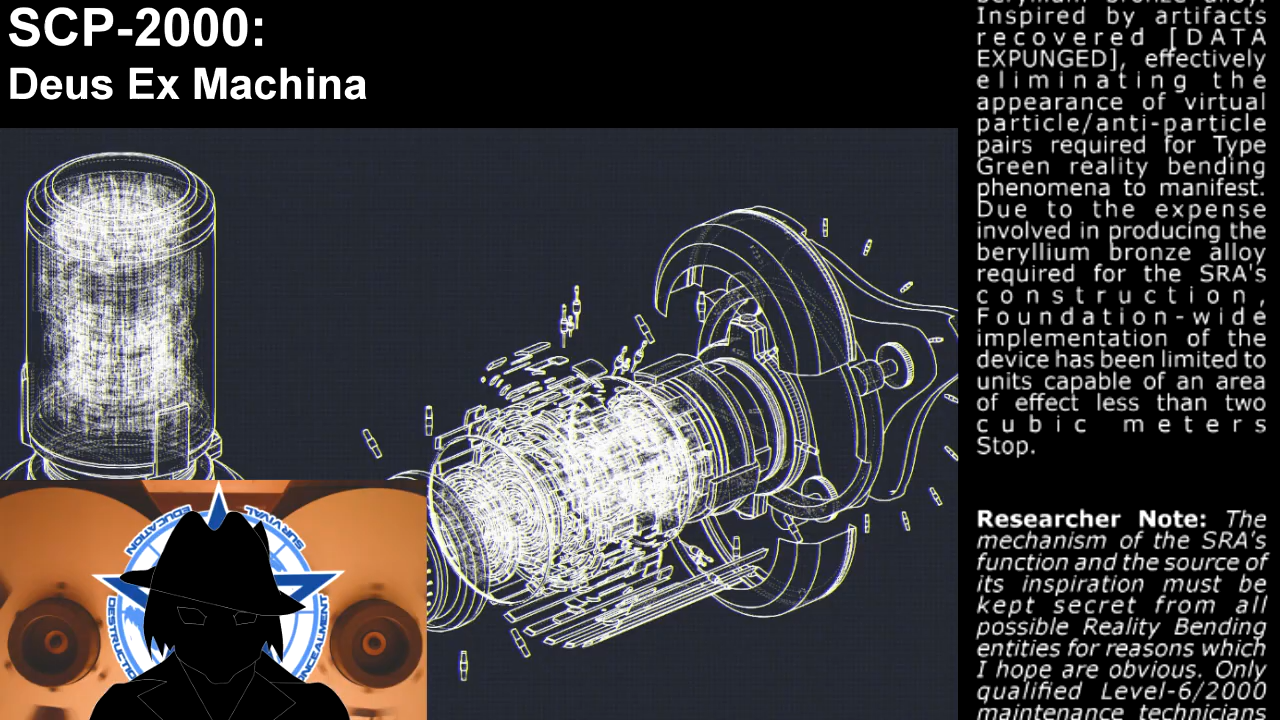 SCP-2000:
Deus Ex Machina
beryllium bronze alloy.
Inspired by artifacts
recovered [DATA
EXPUNGED], effectively
eliminating the
appearance of virtual
particle/anti-particle
pairs required for Type
Green reality bending
phenomena to manifest.
Due to the expense
involved in producing the
beryllium bronze alloy
required for the SRA's
construction,
Foundation-wide
implementation of the
device has been limited to
units capable of an area
of effect less than two
cubic meters
Stop.
Researcher Note: The
mechanism of the SRA's
function and the source of
its inspiration must be
kept secret from all
possible Reality Bending
entities for reasons which
I hope are obvious. Only
qualified Level-6/2000
maintenance technicians
EDUCATION
SURVIVAL